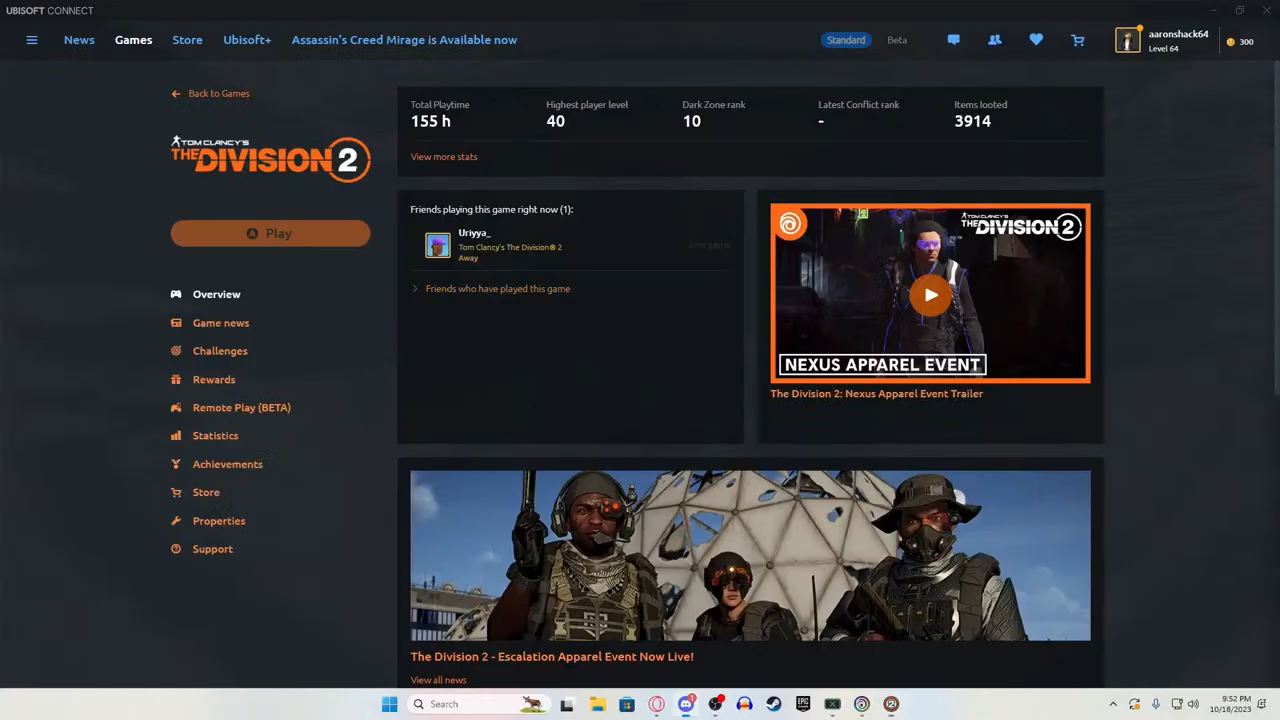 UBISOFT CONNECT
News
Games
Store
Ubisoft+
Assassin's Creed Mirage is Available now
Standard
Beta
aaronshack64
Level 64
300
Back to Games
TOM CLANCY'S
THE DIVISION 2
Play
Overview
Game news
Challenges
Rewards
Remote Play (BETA)
Statistics
Achievements
Store
Properties
Support
Total Playtime
155 h
Highest player level
40
Dark Zone rank
10
Latest Conflict rank
-
Items looted
3914
View more stats
Friends playing this game right now (1):
Uriyya_
Tom Clancy's The Division® 2
Away
Join game
Friends who have played this game
TOM CLANCY'S
THE DIVISION 2
NEXUS APPAREL EVENT
The Division 2: Nexus Apparel Event Trailer
The Division 2 - Escalation Apparel Event Now Live!
View all news
Search
EPIC
1
9:52 PM
10/18/2023